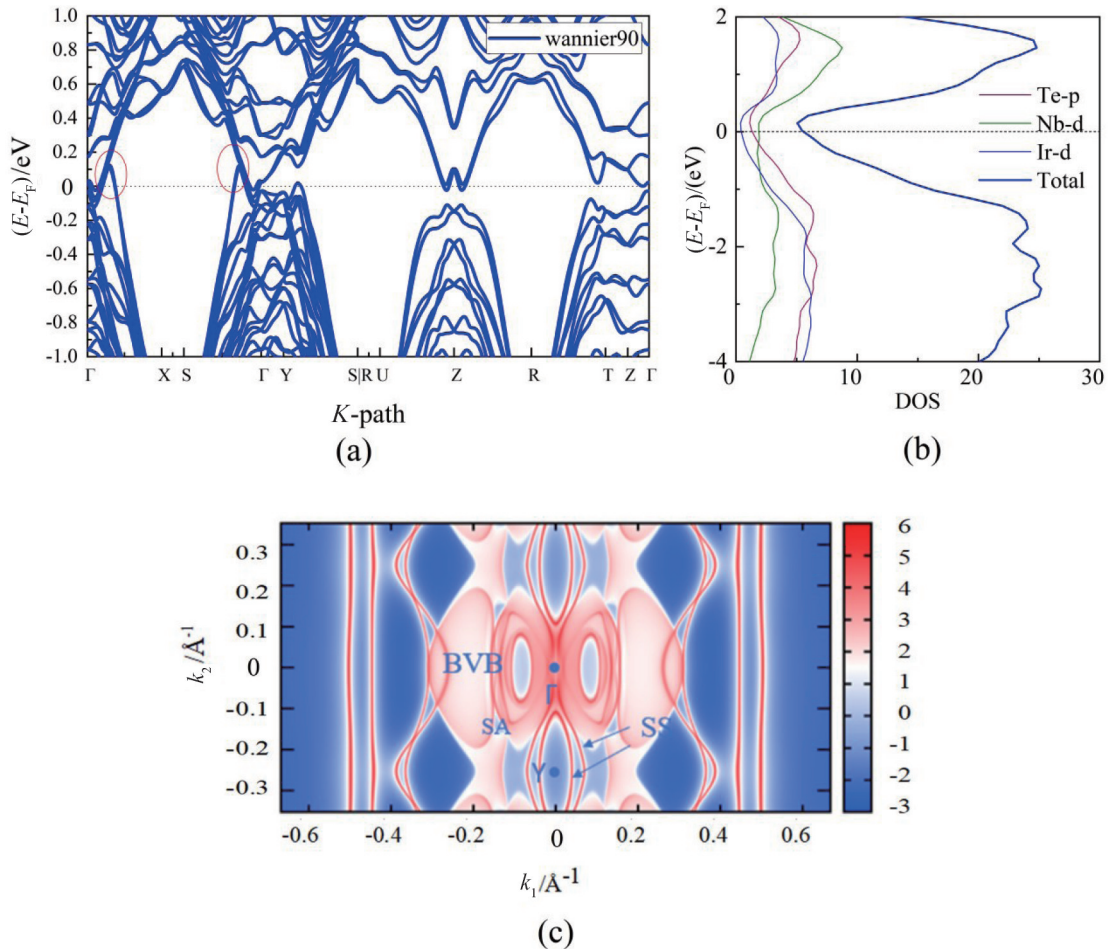 1.0
0.8
0.6
0.4
0.2
0
-0.2
-0.4
-0.6
-0.8
-1.0
(E-E_F)/eV
wannier90
Γ X S Γ Y S|R U Z R T Z Γ
K-path
(a)
2
0
-2
-4
(E-E_F)/(eV)
Te-p
Nb-d
Ir-d
Total
0 10 20 30
DOS
(b)
0.3
0.2
0.1
0
-0.1
-0.2
-0.3
k₂/Å⁻¹
BVB
Γ
SA
SS
Y
6
5
4
3
2
1
0
-1
-2
-3
-0.6 -0.4 -0.2 0 0.2 0.4 0.6
k₁/Å⁻¹
(c)